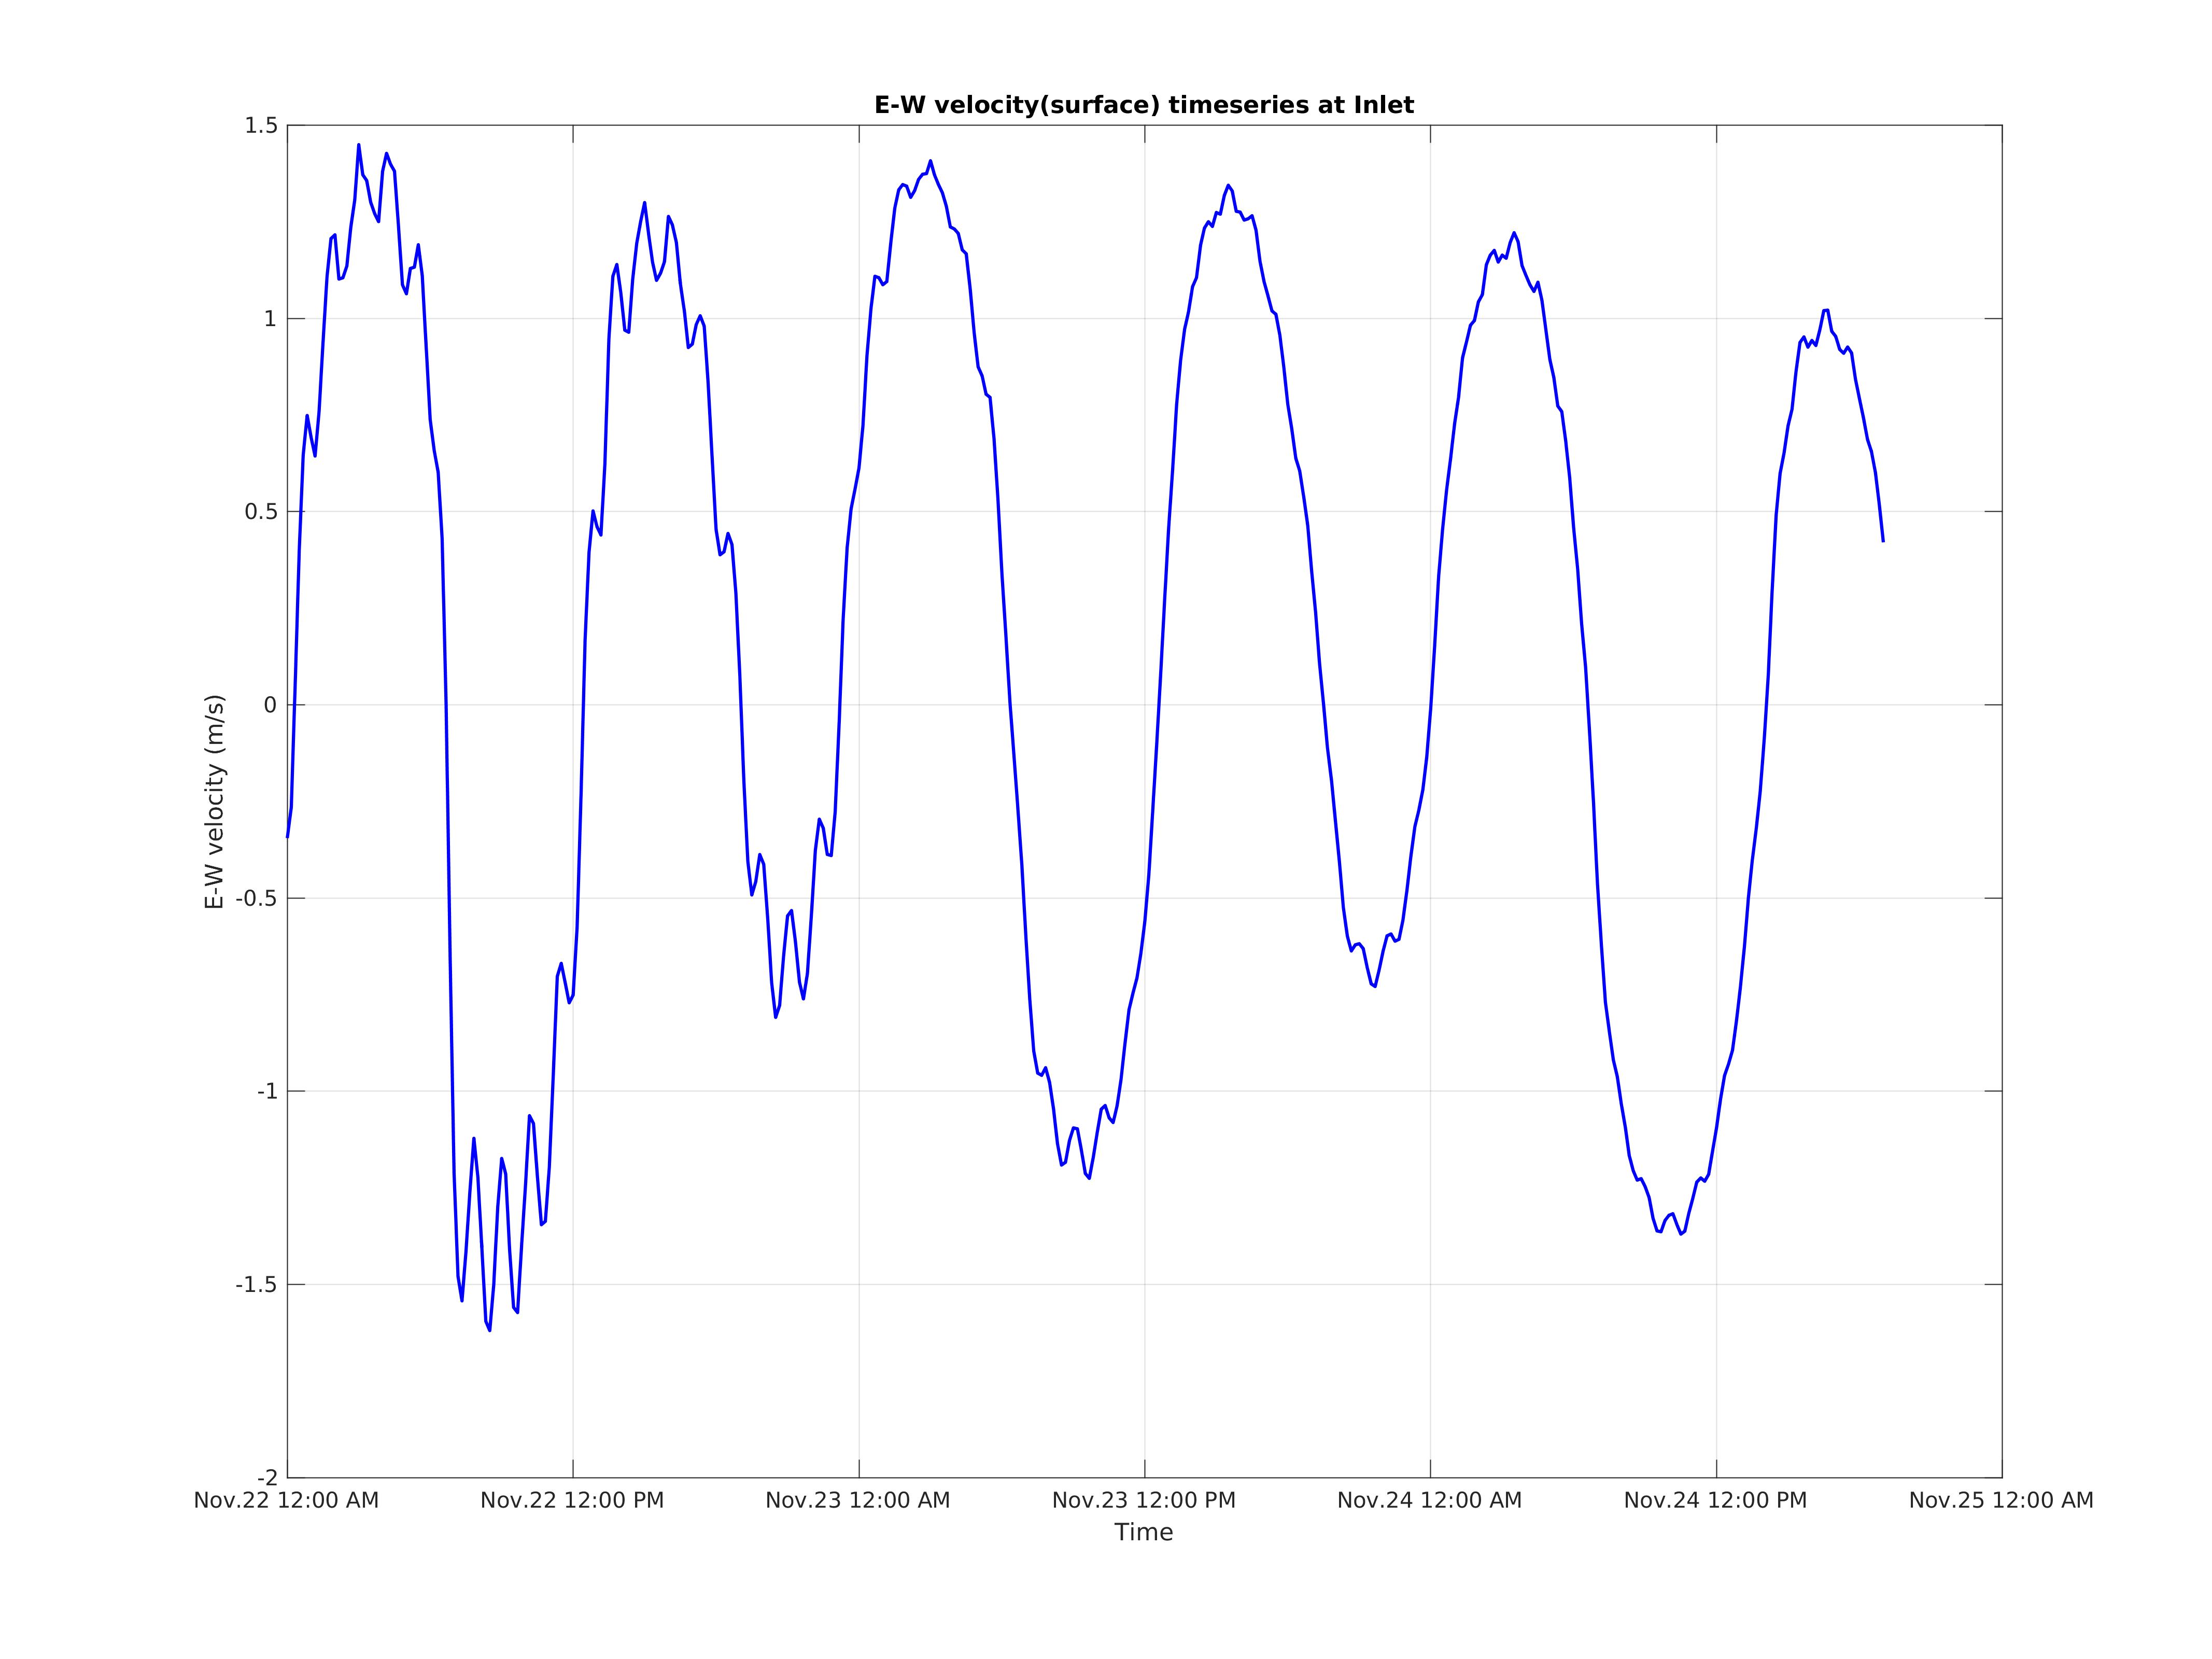 E-W velocity(surface) timeseries at Inlet
1.5
1
0.5
0
-0.5
-1
-1.5
-2
E-W velocity (m/s)
Nov.22 12:00 AM Nov.22 12:00 PM Nov.23 12:00 AM Nov.23 12:00 PM Nov.24 12:00 AM Nov.24 12:00 PM Nov.25 12:00 AM
Time